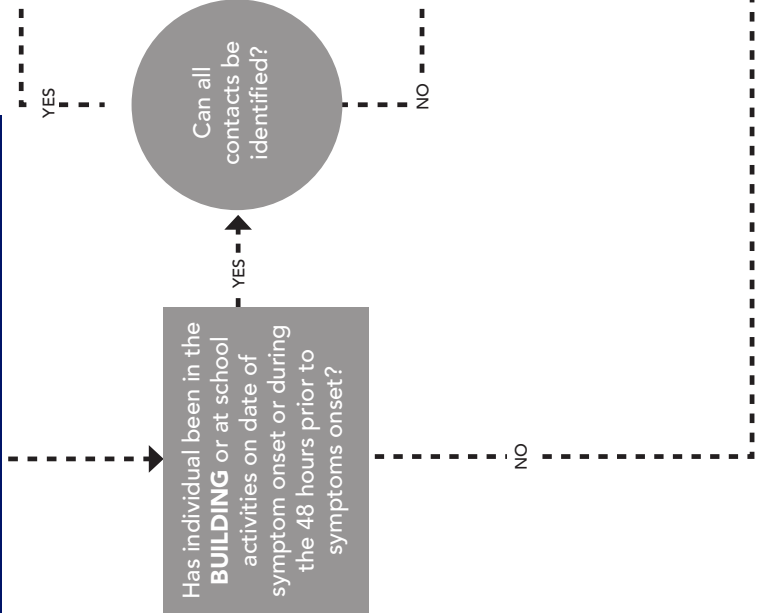 Has individual been in the
BUILDING or at school
activities on date of
symptom onset or during
the 48 hours prior to
symptoms onset?
YES
NO
Can all
contacts be
identified?
YES
NO